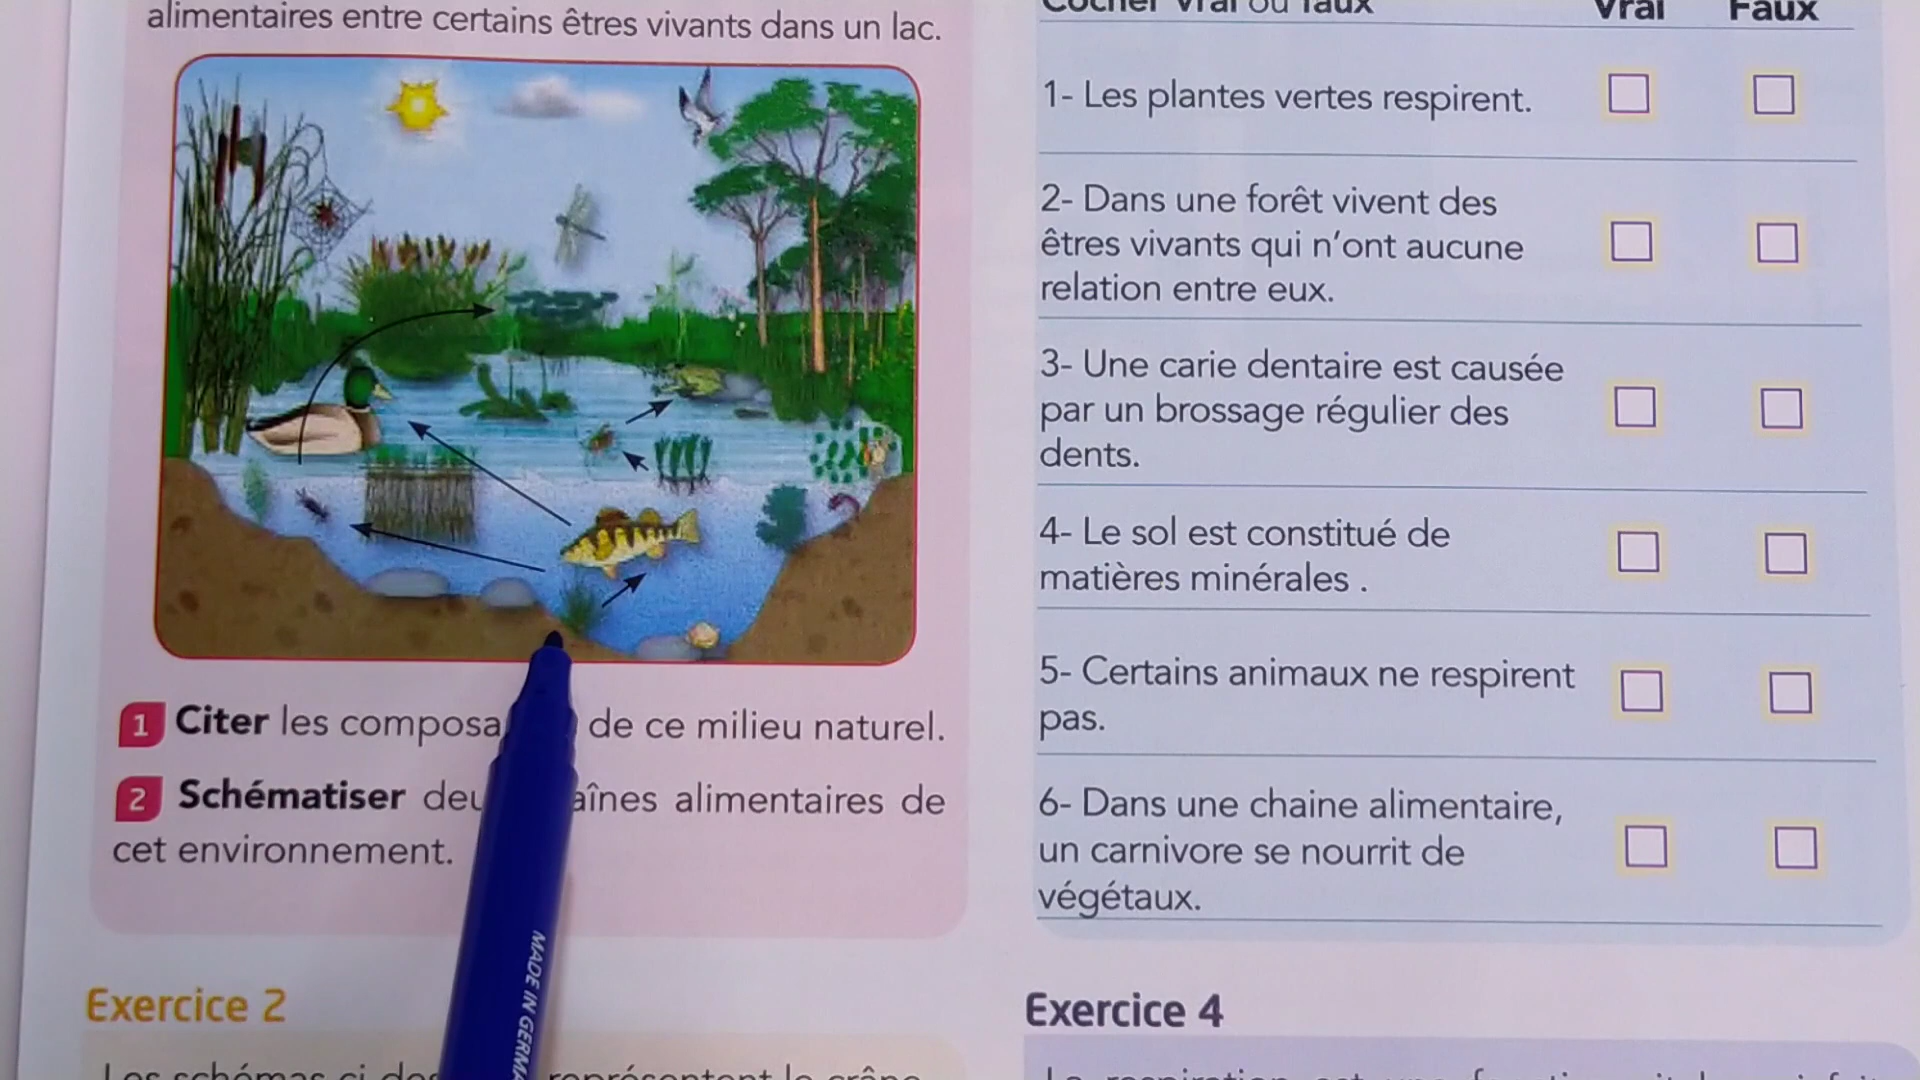 alimentaires entre certains êtres vivants dans un lac.
1 Citer les composa de ce milieu naturel.
2 Schématiser deu aînes alimentaires de
cet environnement.
Exercice 2
Cocher vrai ou faux Vrai Faux
1- Les plantes vertes respirent.
2- Dans une forêt vivent des
êtres vivants qui n’ont aucune
relation entre eux.
3- Une carie dentaire est causée
par un brossage régulier des
dents.
4- Le sol est constitué de
matières minérales .
5- Certains animaux ne respirent
pas.
6- Dans une chaine alimentaire,
un carnivore se nourrit de
végétaux.
Exercice 4
MADE IN GERMA